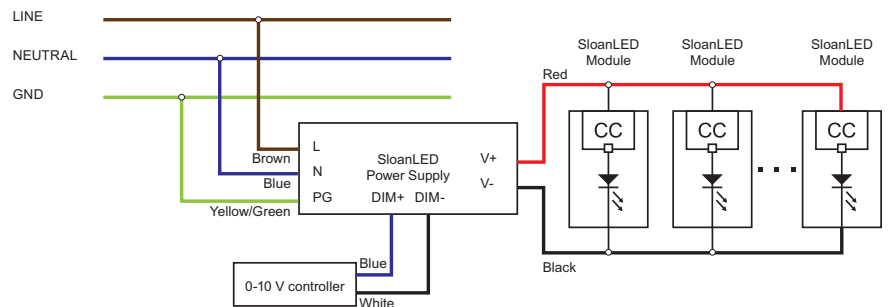 LINE
NEUTRAL
GND
Brown
Blue
Yellow/Green
L
N
PG
SloanLED
Power Supply
DIM+ DIM-
V+
V-
Red
Black
SloanLED
Module
SloanLED
Module
SloanLED
Module
CC
CC
CC
Blue
White
0-10 V controller